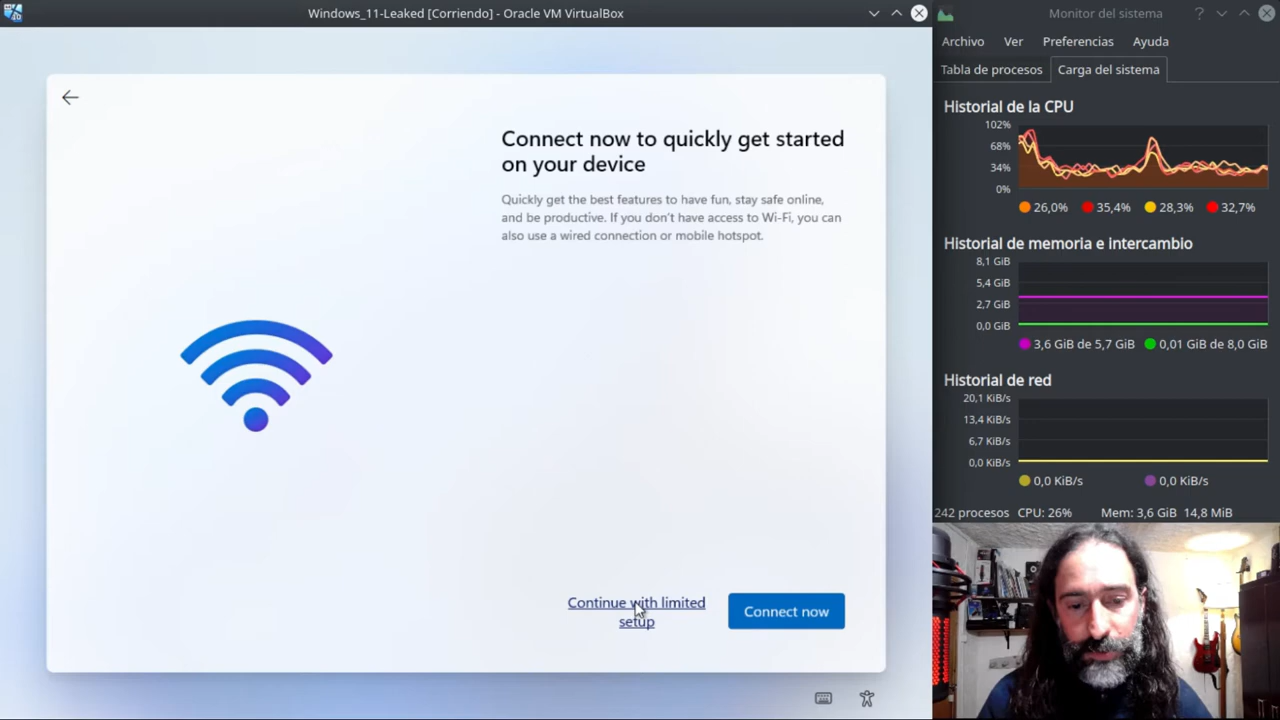 Windows_11-Leaked [Corriendo] - Oracle VM VirtualBox
Connect now to quickly get started
on your device
Quickly get the best features to have fun, stay safe online,
and be productive. If you don't have access to Wi-Fi, you can
also use a wired connection or mobile hotspot.
Continue with limited
setup
Connect now
Monitor del sistema
Archivo Ver Preferencias Ayuda
Tabla de procesos Carga del sistema
Historial de la CPU
102%
68%
34%
0%
26,0% 35,4% 28,3% 32,7%
Historial de memoria e intercambio
8,1 GiB
5,4 GiB
2,7 GiB
0,0 GiB
3,6 GiB de 5,7 GiB 0,01 GiB de 8,0 GiB
Historial de red
20,1 KiB/s
13,4 KiB/s
6,7 KiB/s
0,0 KiB/s
0,0 KiB/s 0,0 KiB/s
242 procesos CPU: 26% Mem: 3,6 GiB 14,8 MiB